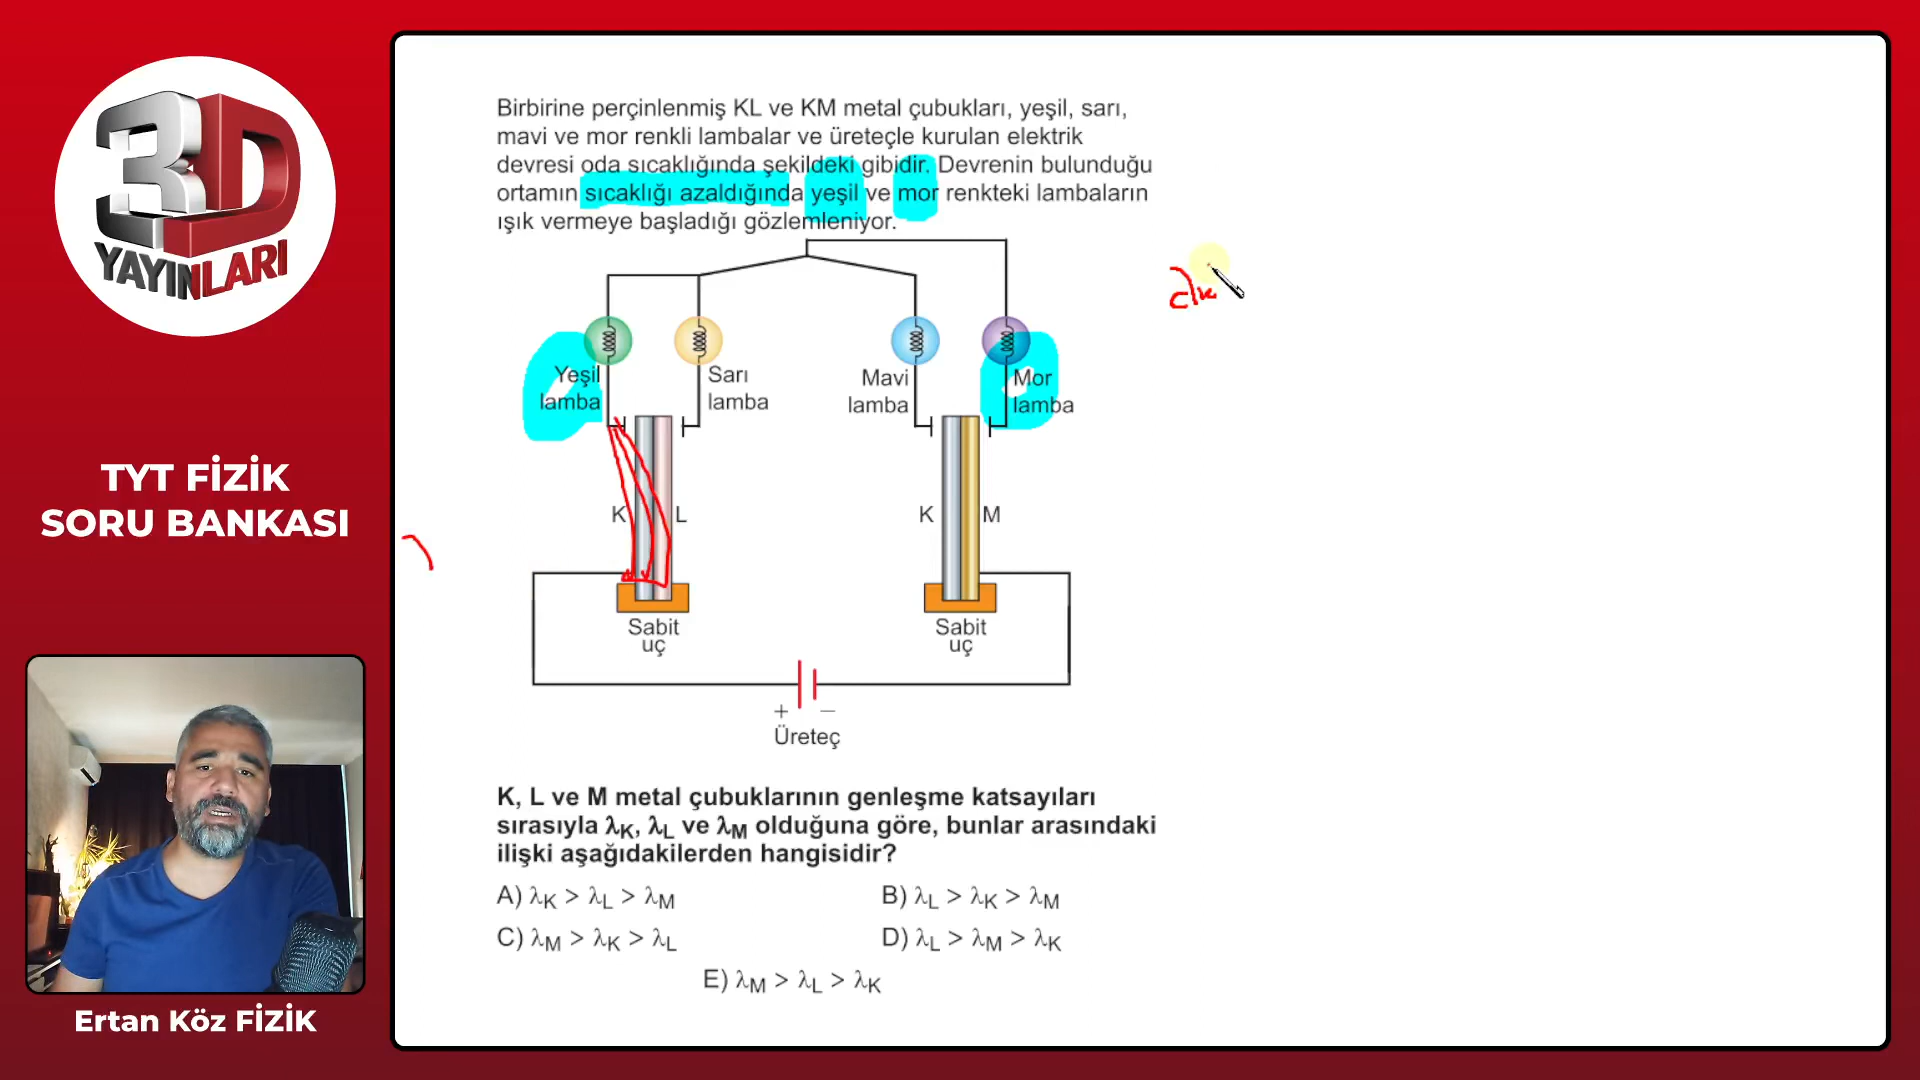 3D
YAYINLARI
TYT FİZİK
SORU BANKASI
Ertan Köz FİZİK
Birbirine perçinlenmiş KL ve KM metal çubukları, yeşil, sarı,
mavi ve mor renkli lambalar ve üreteçle kurulan elektrik
devresi oda sıcaklığında şekildeki gibidir. Devrenin bulunduğu
ortamın sıcaklığı azaldığında yeşil ve mor renkteki lambaların
ışık vermeye başladığı gözlemleniyor.
Yeşil
lamba
Sarı
lamba
Mavi
lamba
Mor
lamba
K L
K M
Sabit
uç
Sabit
uç
+ −
Üreteç
λK
K, L ve M metal çubuklarının genleşme katsayıları
sırasıyla λK, λL ve λM olduğuna göre, bunlar arasındaki
ilişki aşağıdakilerden hangisidir?
A) λK > λL > λM
B) λL > λK > λM
C) λM > λK > λL
D) λL > λM > λK
E) λM > λL > λK